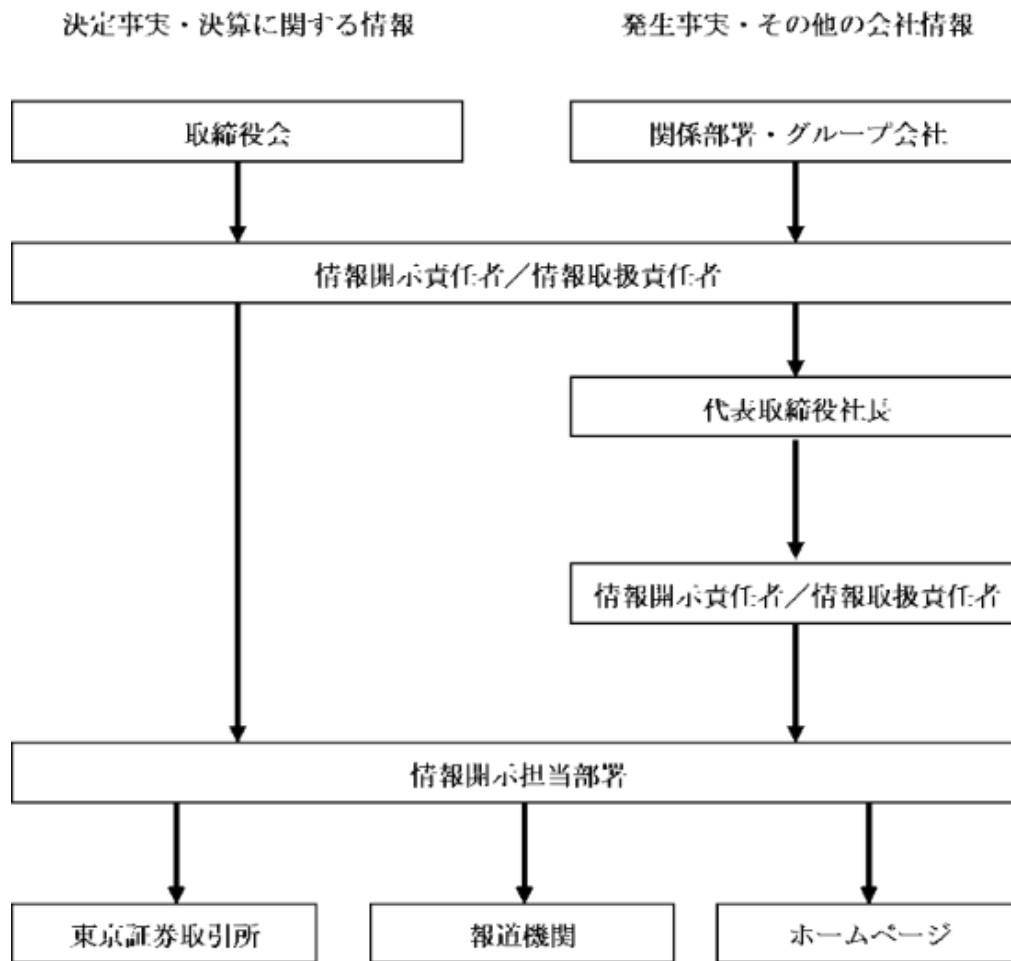 決定事実・決算に関する情報
発生事実・その他の会社情報
取締役会
関係部署・グループ会社
情報開示責任者／情報取扱責任者
代表取締役社長
情報開示責任者／情報取扱責任者
情報開示担当部署
東京証券取引所
報道機関
ホームページ